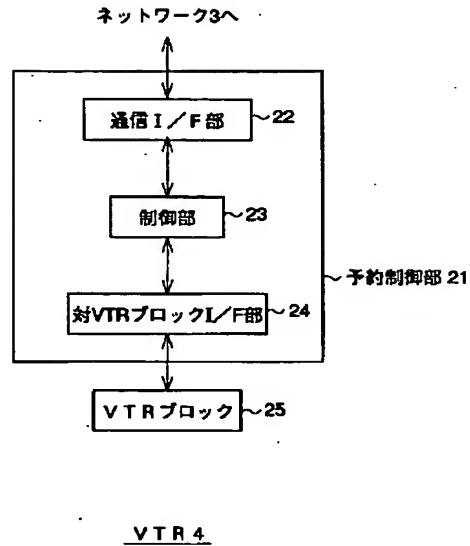 ネットワーク3へ
通信I／F部 22
制御部 23
予約制御部 21
対VTRブロックI／F部 24
VTRブロック 25
VTR4